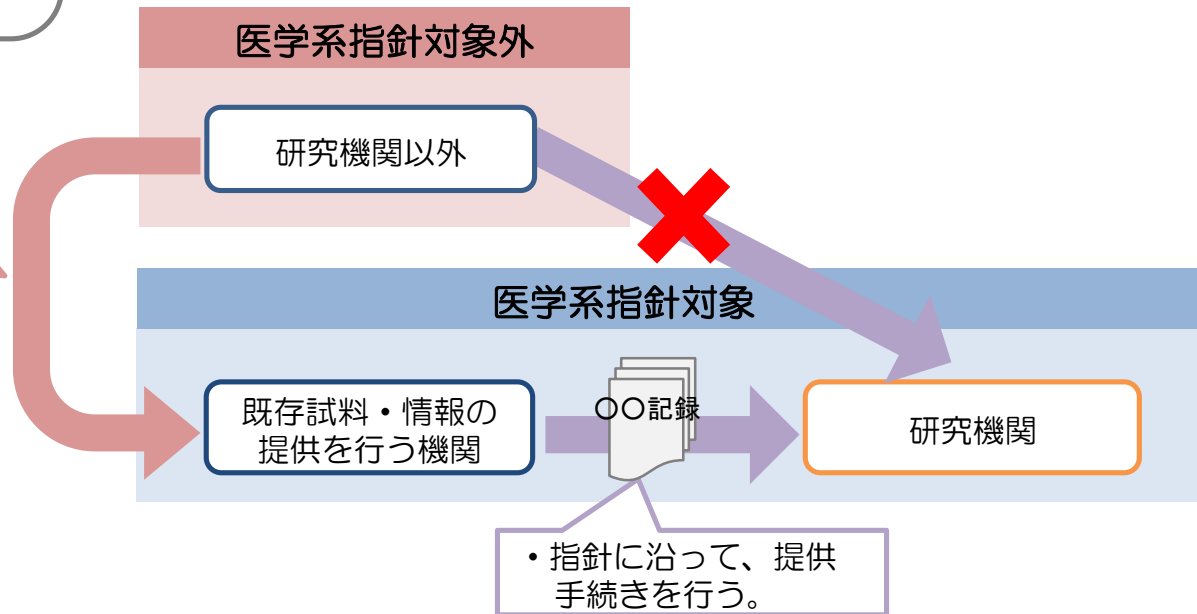 医学系指針対象外
研究機関以外
医学系指針対象
既存試料・情報の
提供を行う機関
〇〇記録
研究機関
・指針に沿って、提供
手続きを行う。